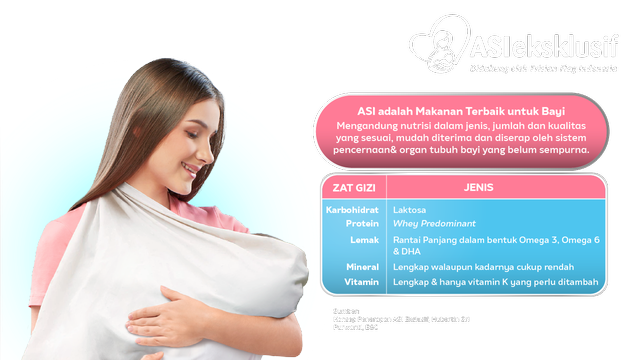 ASIeksklusif
ASI adalah Makanan Terbaik untuk Bayi
Mengandung nutrisi dalam jenis, jumlah dan kualitas
yang sesuai, mudah diterima dan diserap oleh sistem
pencernaan& organ tubuh bayi yang belum sempurna.
ZAT GIZI JENIS
Karbohidrat Laktosa
Protein Whey Predominant
Lemak Rantai Panjang dalam bentuk Omega 3, Omega 6
& DHA
Mineral Lengkap walaupun kadarnya cukup rendah
Vitamin Lengkap & hanya vitamin K yang perlu ditambah
Sumber: